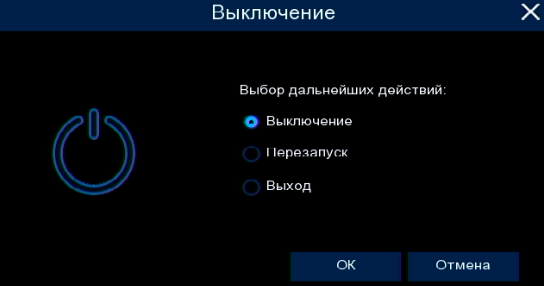 Выключение
Выбор дальнейших действий:
Выключение
Перезапуск
Выход
OK
Отмена